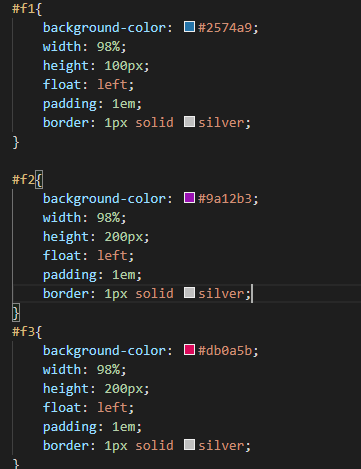 #f1{
    background-color: #2574a9;
    width: 98%;
    height: 100px;
    float: left;
    padding: 1em;
    border: 1px solid silver;
}

#f2{
    background-color: #9a12b3;
    width: 98%;
    height: 200px;
    float: left;
    padding: 1em;
    border: 1px solid silver;
}
#f3{
    background-color: #db0a5b;
    width: 98%;
    height: 200px;
    float: left;
    padding: 1em;
    border: 1px solid silver;
}